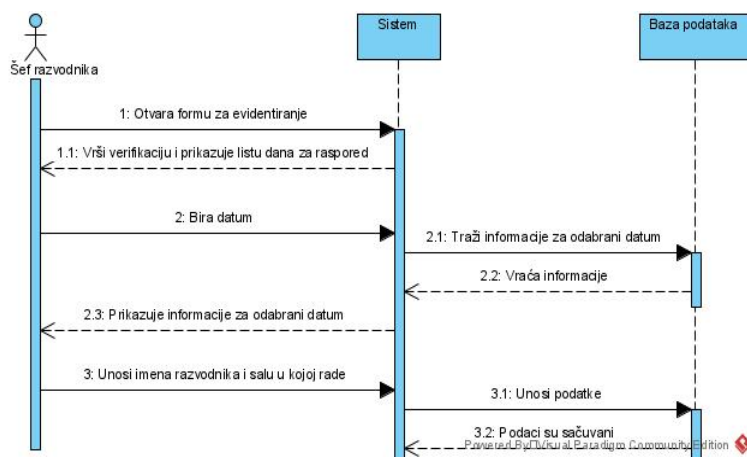 Sistem
Baza podataka
Šef razvodnika
1: Otvara formu za evidentiranje
1.1: Vrši verifikaciju i prikazuje listu dana za raspored
2: Bira datum
2.1: Traži informacije za odabrani datum
2.2: Vraća informacije
2.3: Prikazuje informacije za odabrani datum
3: Unosi imena razvodnika i salu u kojoj rade
3.1: Unosi podatke
3.2: Podaci su sačuvani
Powered By Visual Paradigm Community Edition